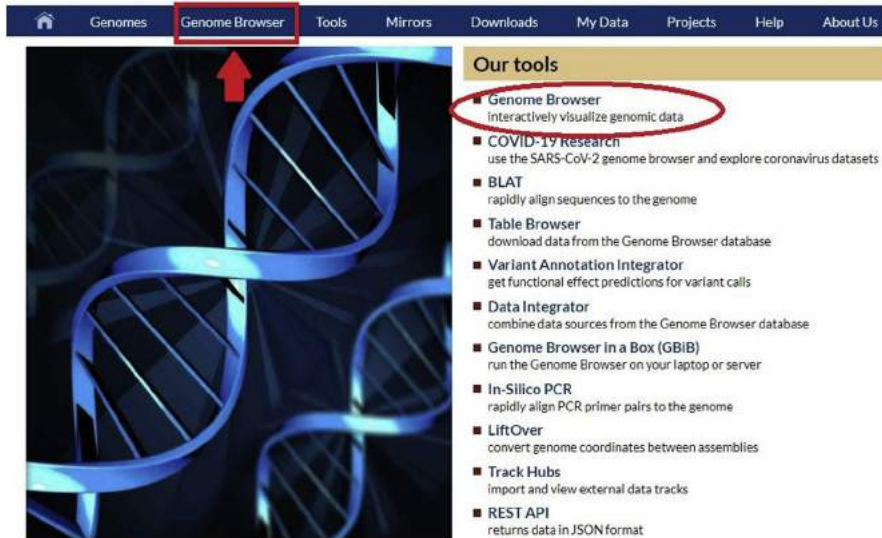 Genomes Genome Browser Tools Mirrors Downloads My Data Projects Help About Us
Our tools
Genome Browser
interactively visualize genomic data
COVID-19 Research
use the SARS-CoV-2 genome browser and explore coronavirus datasets
BLAT
rapidly align sequences to the genome
Table Browser
download data from the Genome Browser database
Variant Annotation Integrator
get functional effect predictions for variant calls
Data Integrator
combine data sources from the Genome Browser database
Genome Browser in a Box (GBiB)
run the Genome Browser on your laptop or server
In-Silico PCR
rapidly align PCR primer pairs to the genome
LiftOver
convert genome coordinates between assemblies
Track Hubs
import and view external data tracks
REST API
returns data in JSON format